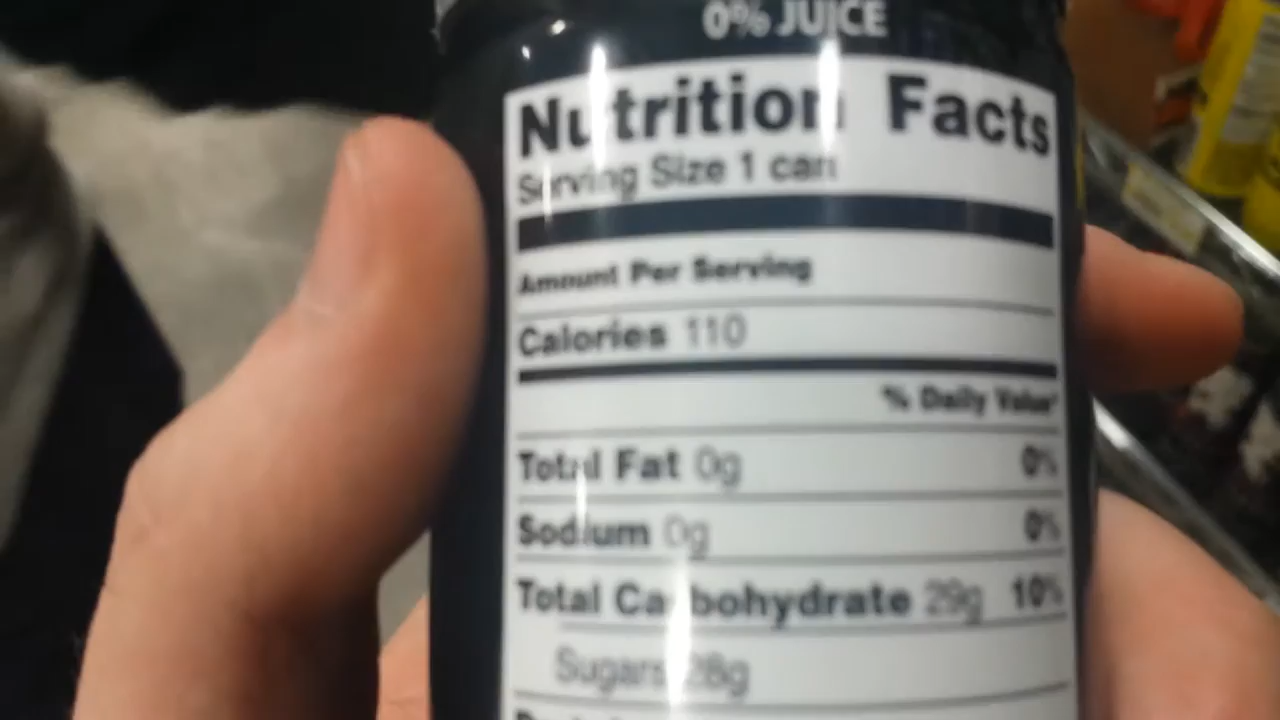 0% JUICE
Nutrition Facts
Serving Size 1 can
Amount Per Serving
Calories 110
% Daily Value*
Total Fat 0g 0%
Sodium 0g 0%
Total Carbohydrate 29g 10%
Sugars 28g